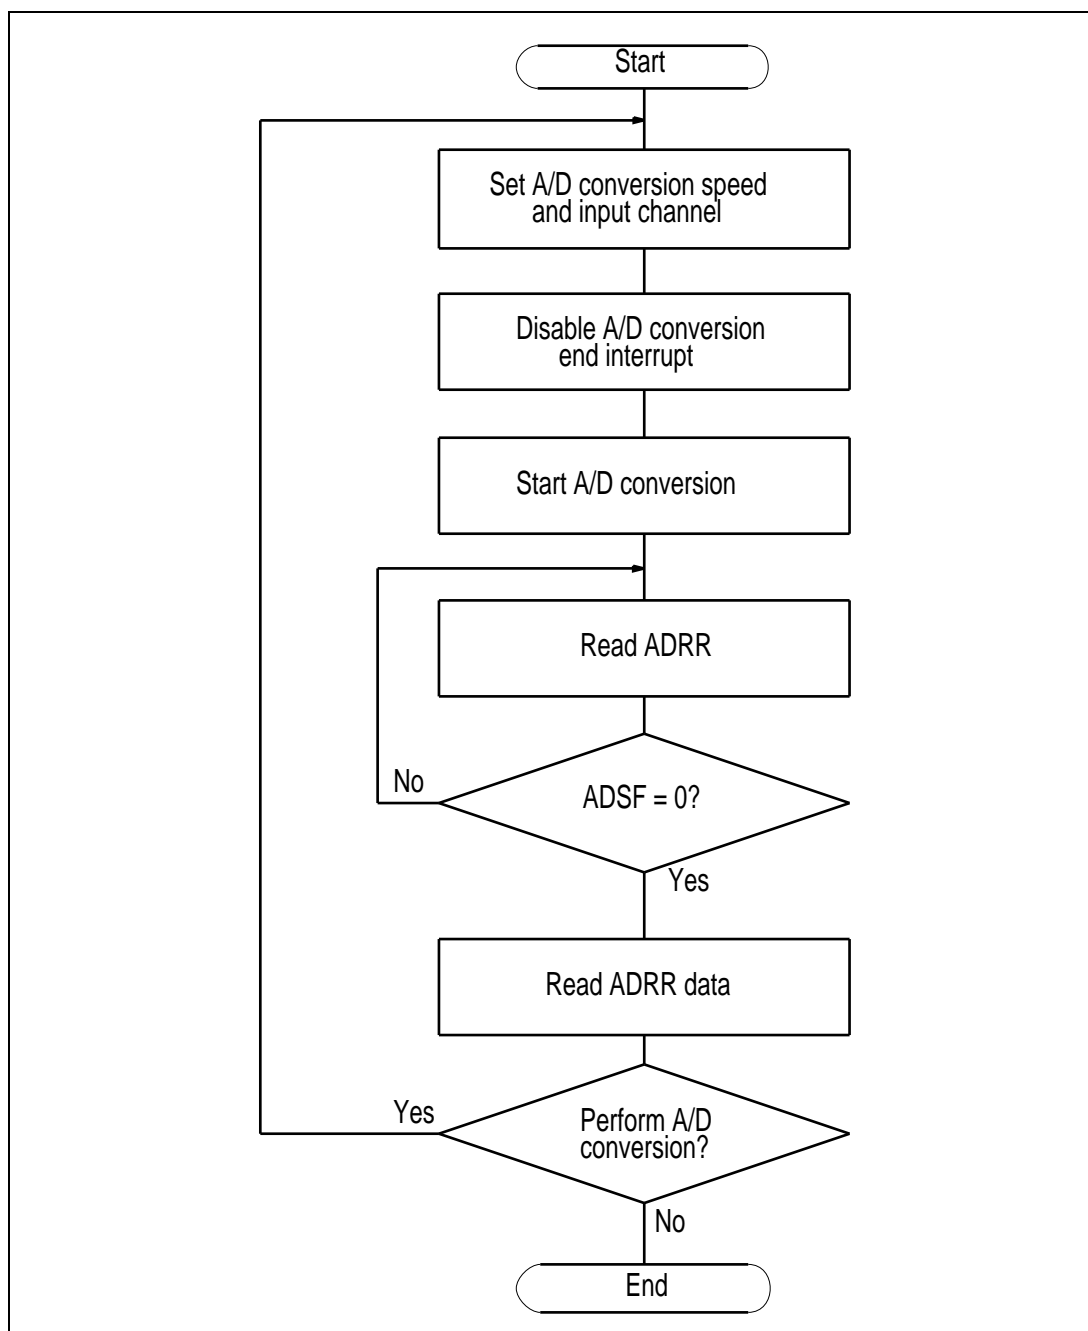 Start
Set A/D conversion speed
and input channel
Disable A/D conversion
end interrupt
Start A/D conversion
Read ADRR
No
ADSF = 0?
Yes
Read ADRR data
Yes
Perform A/D
conversion?
No
End